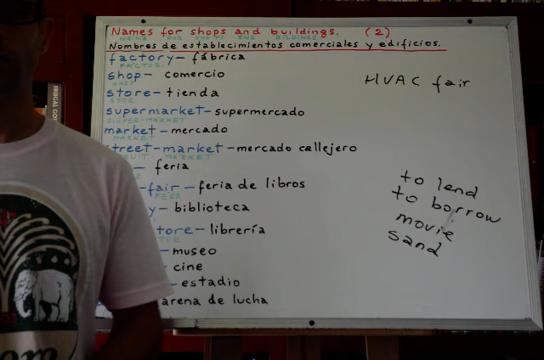 Names for shops and buildings. (2)
Nombres de establecimientos comerciales y edificios.
factory - fábrica
shop - comercio
store - tienda
supermarket - supermercado
market - mercado
MARKET
treet-market - mercado callejero
MARKET
- feria
-fair - feria de libros
y - biblioteca
tore - librería
- museo
cine
- estadio
arena de lucha
HVAC fair
to lend
to borrow
movie
sand